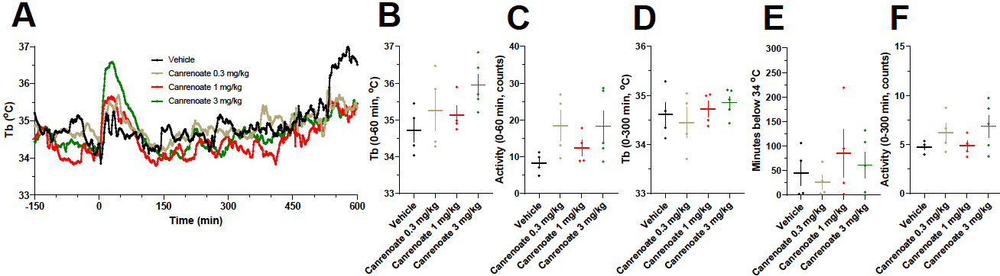 A
B
C
D
E
F
Tb (°C)
37
36
35
34
33
-150
0
150
300
450
600
Time (min)
Vehicle
Canrenoate 0.3 mg/kg
Canrenoate 1 mg/kg
Canrenoate 3 mg/kg
Tb (0-60 min, °C)
37
36
35
34
33
Vehicle
Canrenoate 0.3 mg/kg
Canrenoate 1 mg/kg
Canrenoate 3 mg/kg
Activity (0-60 min, counts)
40
30
20
10
0
Vehicle
Canrenoate 0.3 mg/kg
Canrenoate 1 mg/kg
Canrenoate 3 mg/kg
Tb (0-300 min, °C)
36
35
34
33
Vehicle
Canrenoate 0.3 mg/kg
Canrenoate 1 mg/kg
Canrenoate 3 mg/kg
Minutes below 34 °C
300
250
200
150
100
50
0
Vehicle
Canrenoate 0.3 mg/kg
Canrenoate 1 mg/kg
Canrenoate 3 mg/kg
Activity (0-300 min, counts)
15
10
5
0
Vehicle
Canrenoate 0.3 mg/kg
Canrenoate 1 mg/kg
Canrenoate 3 mg/kg